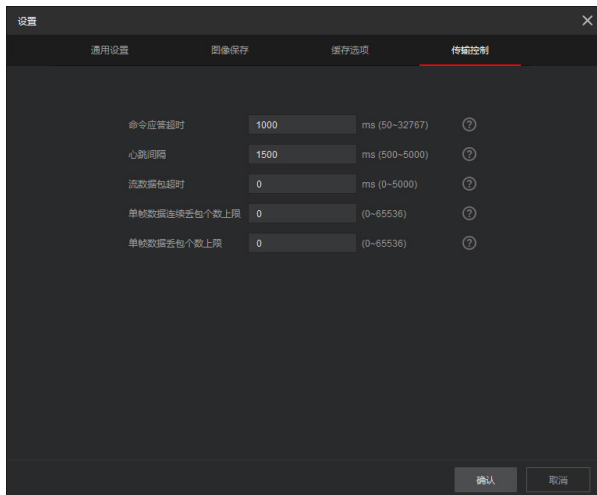 设置
通用设置 图像保存 缓存选项 传输控制
命令应答超时 1000 ms (50~32767)
心跳间隔 1500 ms (500~5000)
流数据包超时 0 ms (0~5000)
单帧数据连续丢包个数上限 0 (0~65536)
单帧数据丢包个数上限 0 (0~65536)
确认 取消